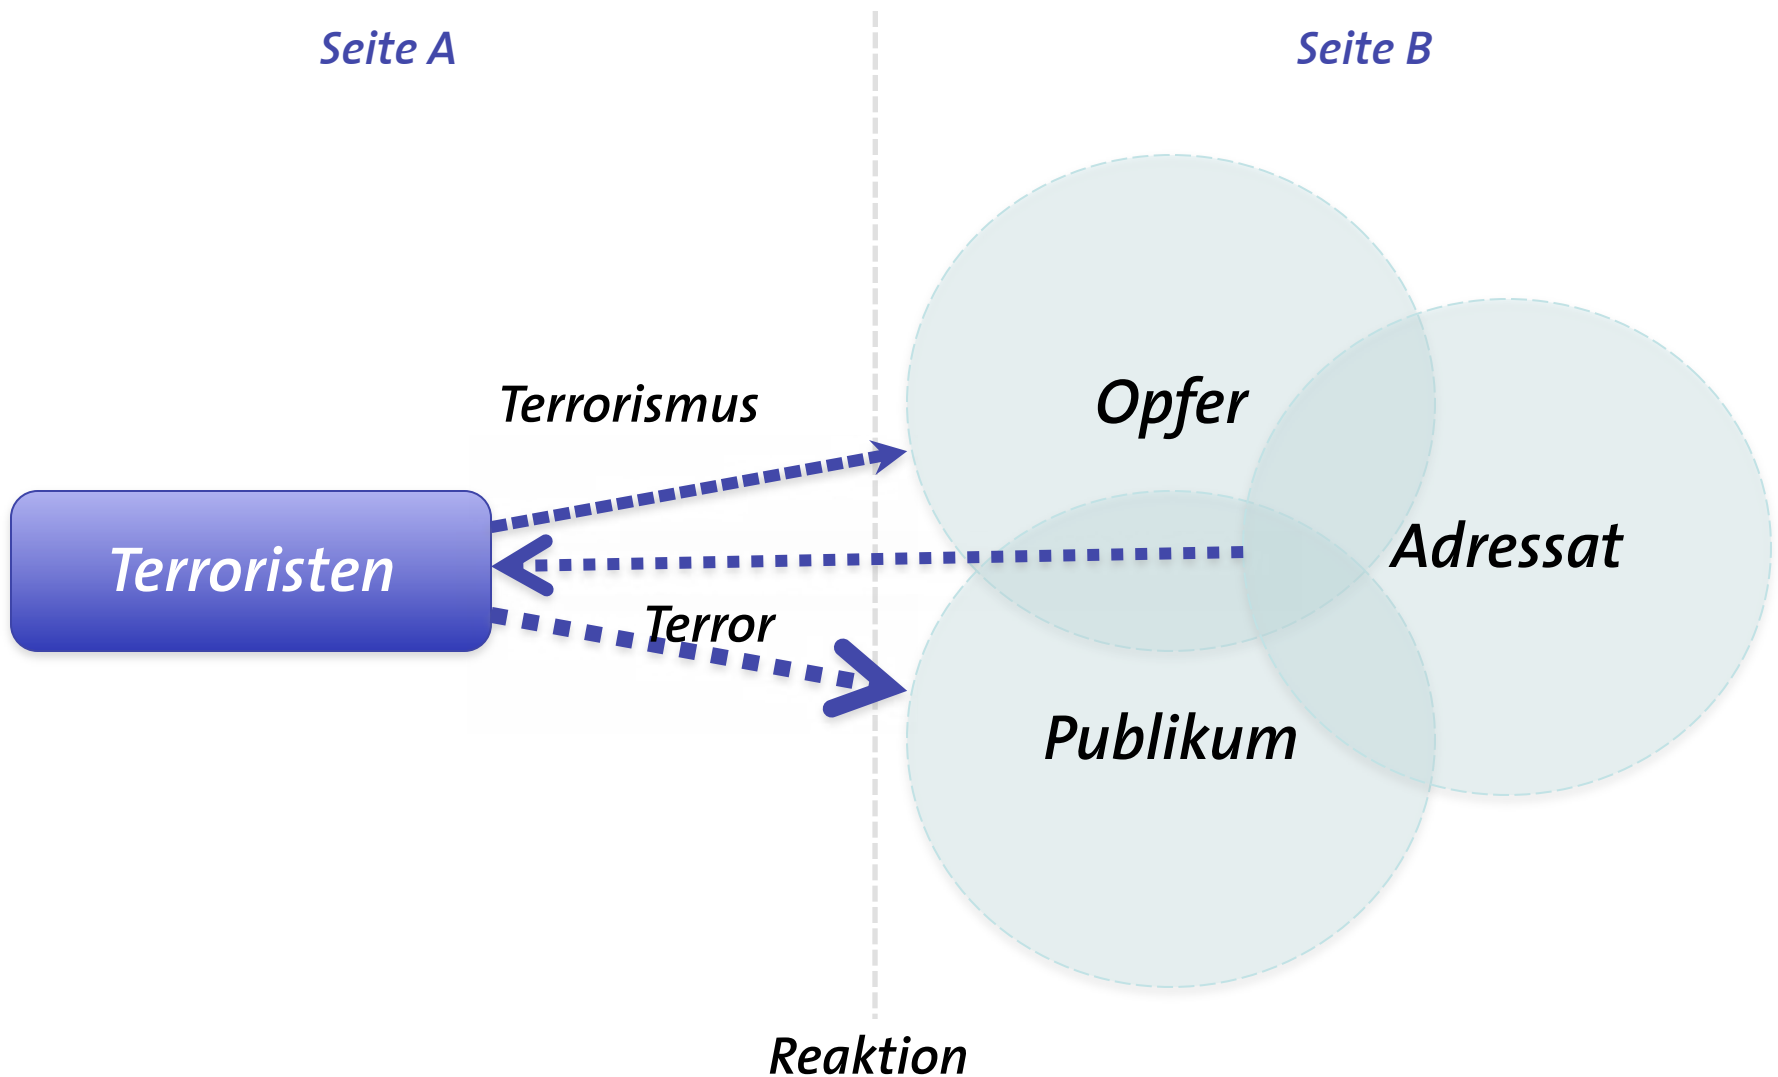 Seite A
Seite B
Terrorismus
Opfer
Terroristen
Adressat
Terror
Publikum
Reaktion